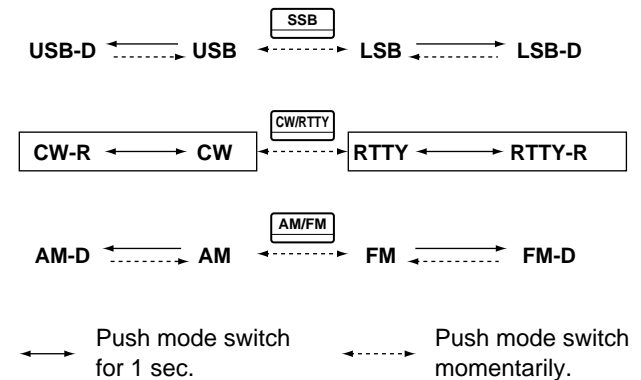 SSB
USB-D USB LSB LSB-D
CW/RTTY
CW-R CW RTTY RTTY-R
AM/FM
AM-D AM FM FM-D
Push mode switch for 1 sec.
Push mode switch momentarily.